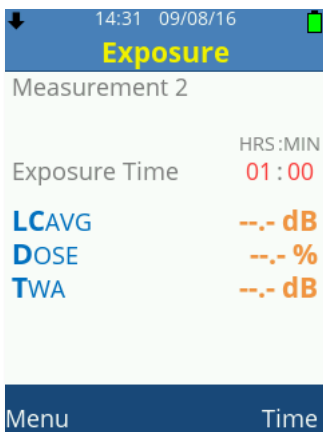 14:31 09/08/16
Exposure
Measurement 2
HRS:MIN
Exposure Time 01:00
LCAVG --.- dB
DOSE --.- %
TWA --.- dB
Menu Time